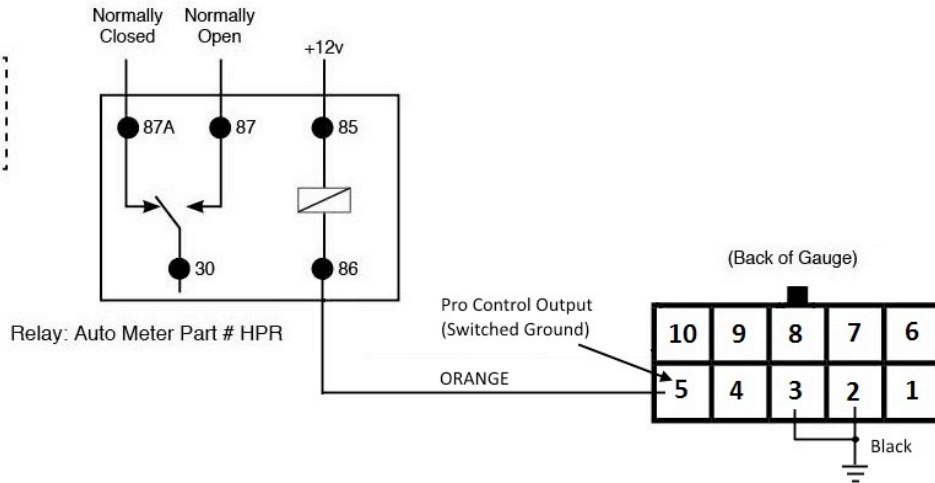 Normally
Closed
Normally
Open
+12v
87A
87
85
30
86
Relay: Auto Meter Part # HPR
(Back of Gauge)
Pro Control Output
(Switched Ground)
ORANGE
10 9 8 7 6
5 4 3 2 1
Black